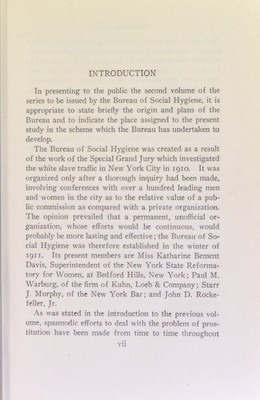 INTRODUCTION
In presenting to the public the second volume of the
series to be issued by the Bureau of Social Hygiene, it is
appropriate to state briefly the origin and plans of the
Bureau and to indicate the place assigned to the present
study in the scheme which the Bureau has undertaken to
develop.
The Bureau of Social Hygiene was created as a result
of the work of the Special Grand Jury which investigated
the white slave traffic in New York City in 1910. It was
organized only after a thorough inquiry had been made,
involving conferences with over a hundred leading men
and women in the city as to the relative value of a pub-
lic commission as compared with a private organization.
The opinion prevailed that a permanent, unofficial or-
ganization, whose efforts would be continuous, would
probably be more lasting and effective; the Bureau of So-
cial Hygiene was therefore established in the winter of
1911. Its present members are Miss Katharine Bement
Davis, Superintendent of the New York State Reforma-
tory for Women, at Bedford Hills, New York; Paul M.
Warburg, of the firm of Kuhn, Loeb & Company; Starr
J. Murphy, of the New York Bar; and John D. Rocke-
feller, Jr.
As was stated in the introduction to the previous vol-
ume, spasmodic efforts to deal with the problem of pros-
titution have been made from time to time throughout
vii